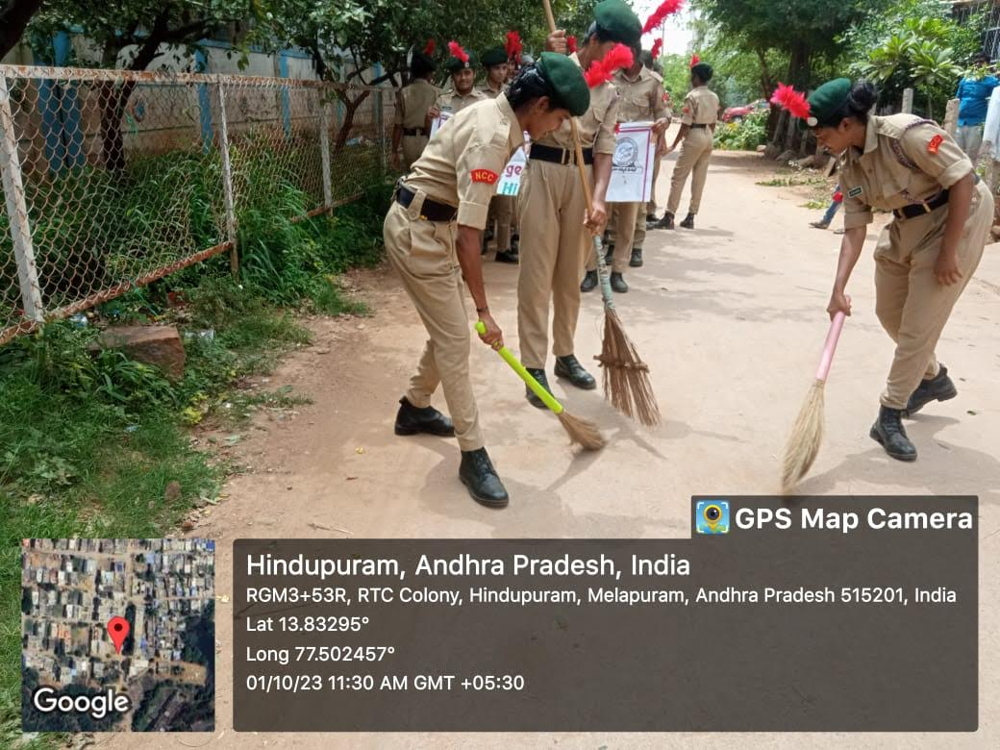 NCC
NCC
ge
Hi
GPS Map Camera
Hindupuram, Andhra Pradesh, India
RGM3+53R, RTC Colony, Hindupuram, Melapuram, Andhra Pradesh 515201, India
Lat 13.83295°
Long 77.502457°
01/10/23 11:30 AM GMT +05:30
Google